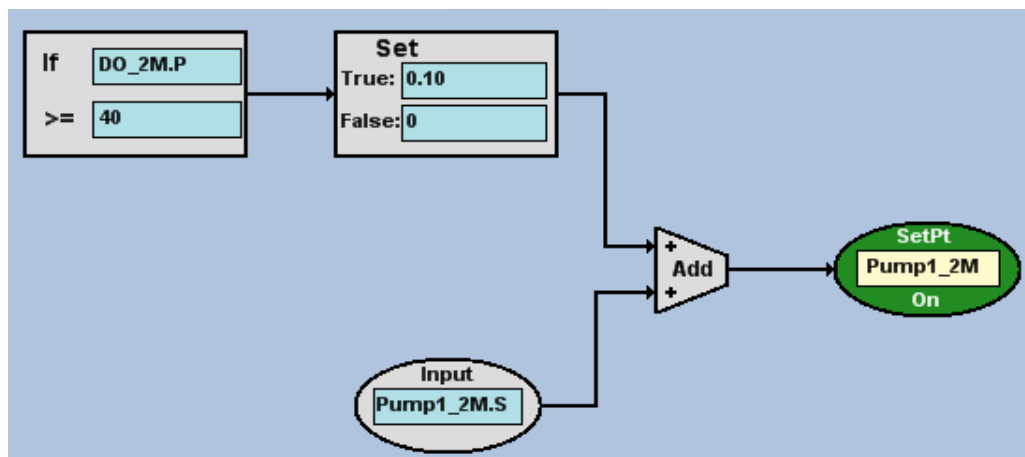 If DO_2M.P
>= 40
Set
True: 0.10
False: 0
+
Add
+
SetPt
Pump1_2M
On
Input
Pump1_2M.S